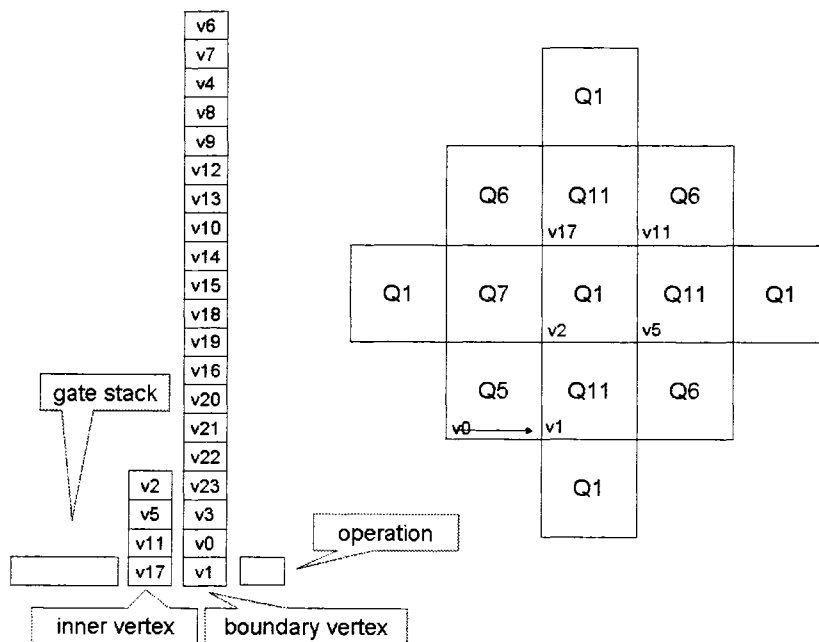 v6
v7
v4
v8
v9
v12
v13
v10
v14
v15
v18
v19
v16
v20
v21
v22
v2 v23
v5 v3
v11 v0
v17 v1
gate stack
operation
inner vertex
boundary vertex
Q1
Q6 Q11 Q6
v17 v11
Q1 Q7 Q1 Q11 Q1
v2 v5
Q5 Q11 Q6
v0 v1
Q1